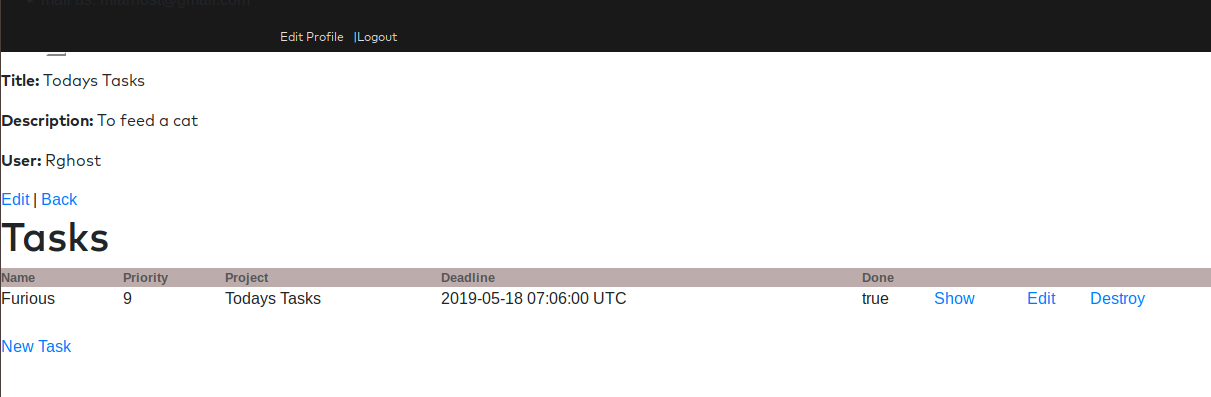 Edit Profile |Logout
Title: Todays Tasks
Description: To feed a cat
User: Rghost
Edit | Back
Tasks
Name Priority Project Deadline Done
Furious 9 Todays Tasks 2019-05-18 07:06:00 UTC true Show Edit Destroy
New Task